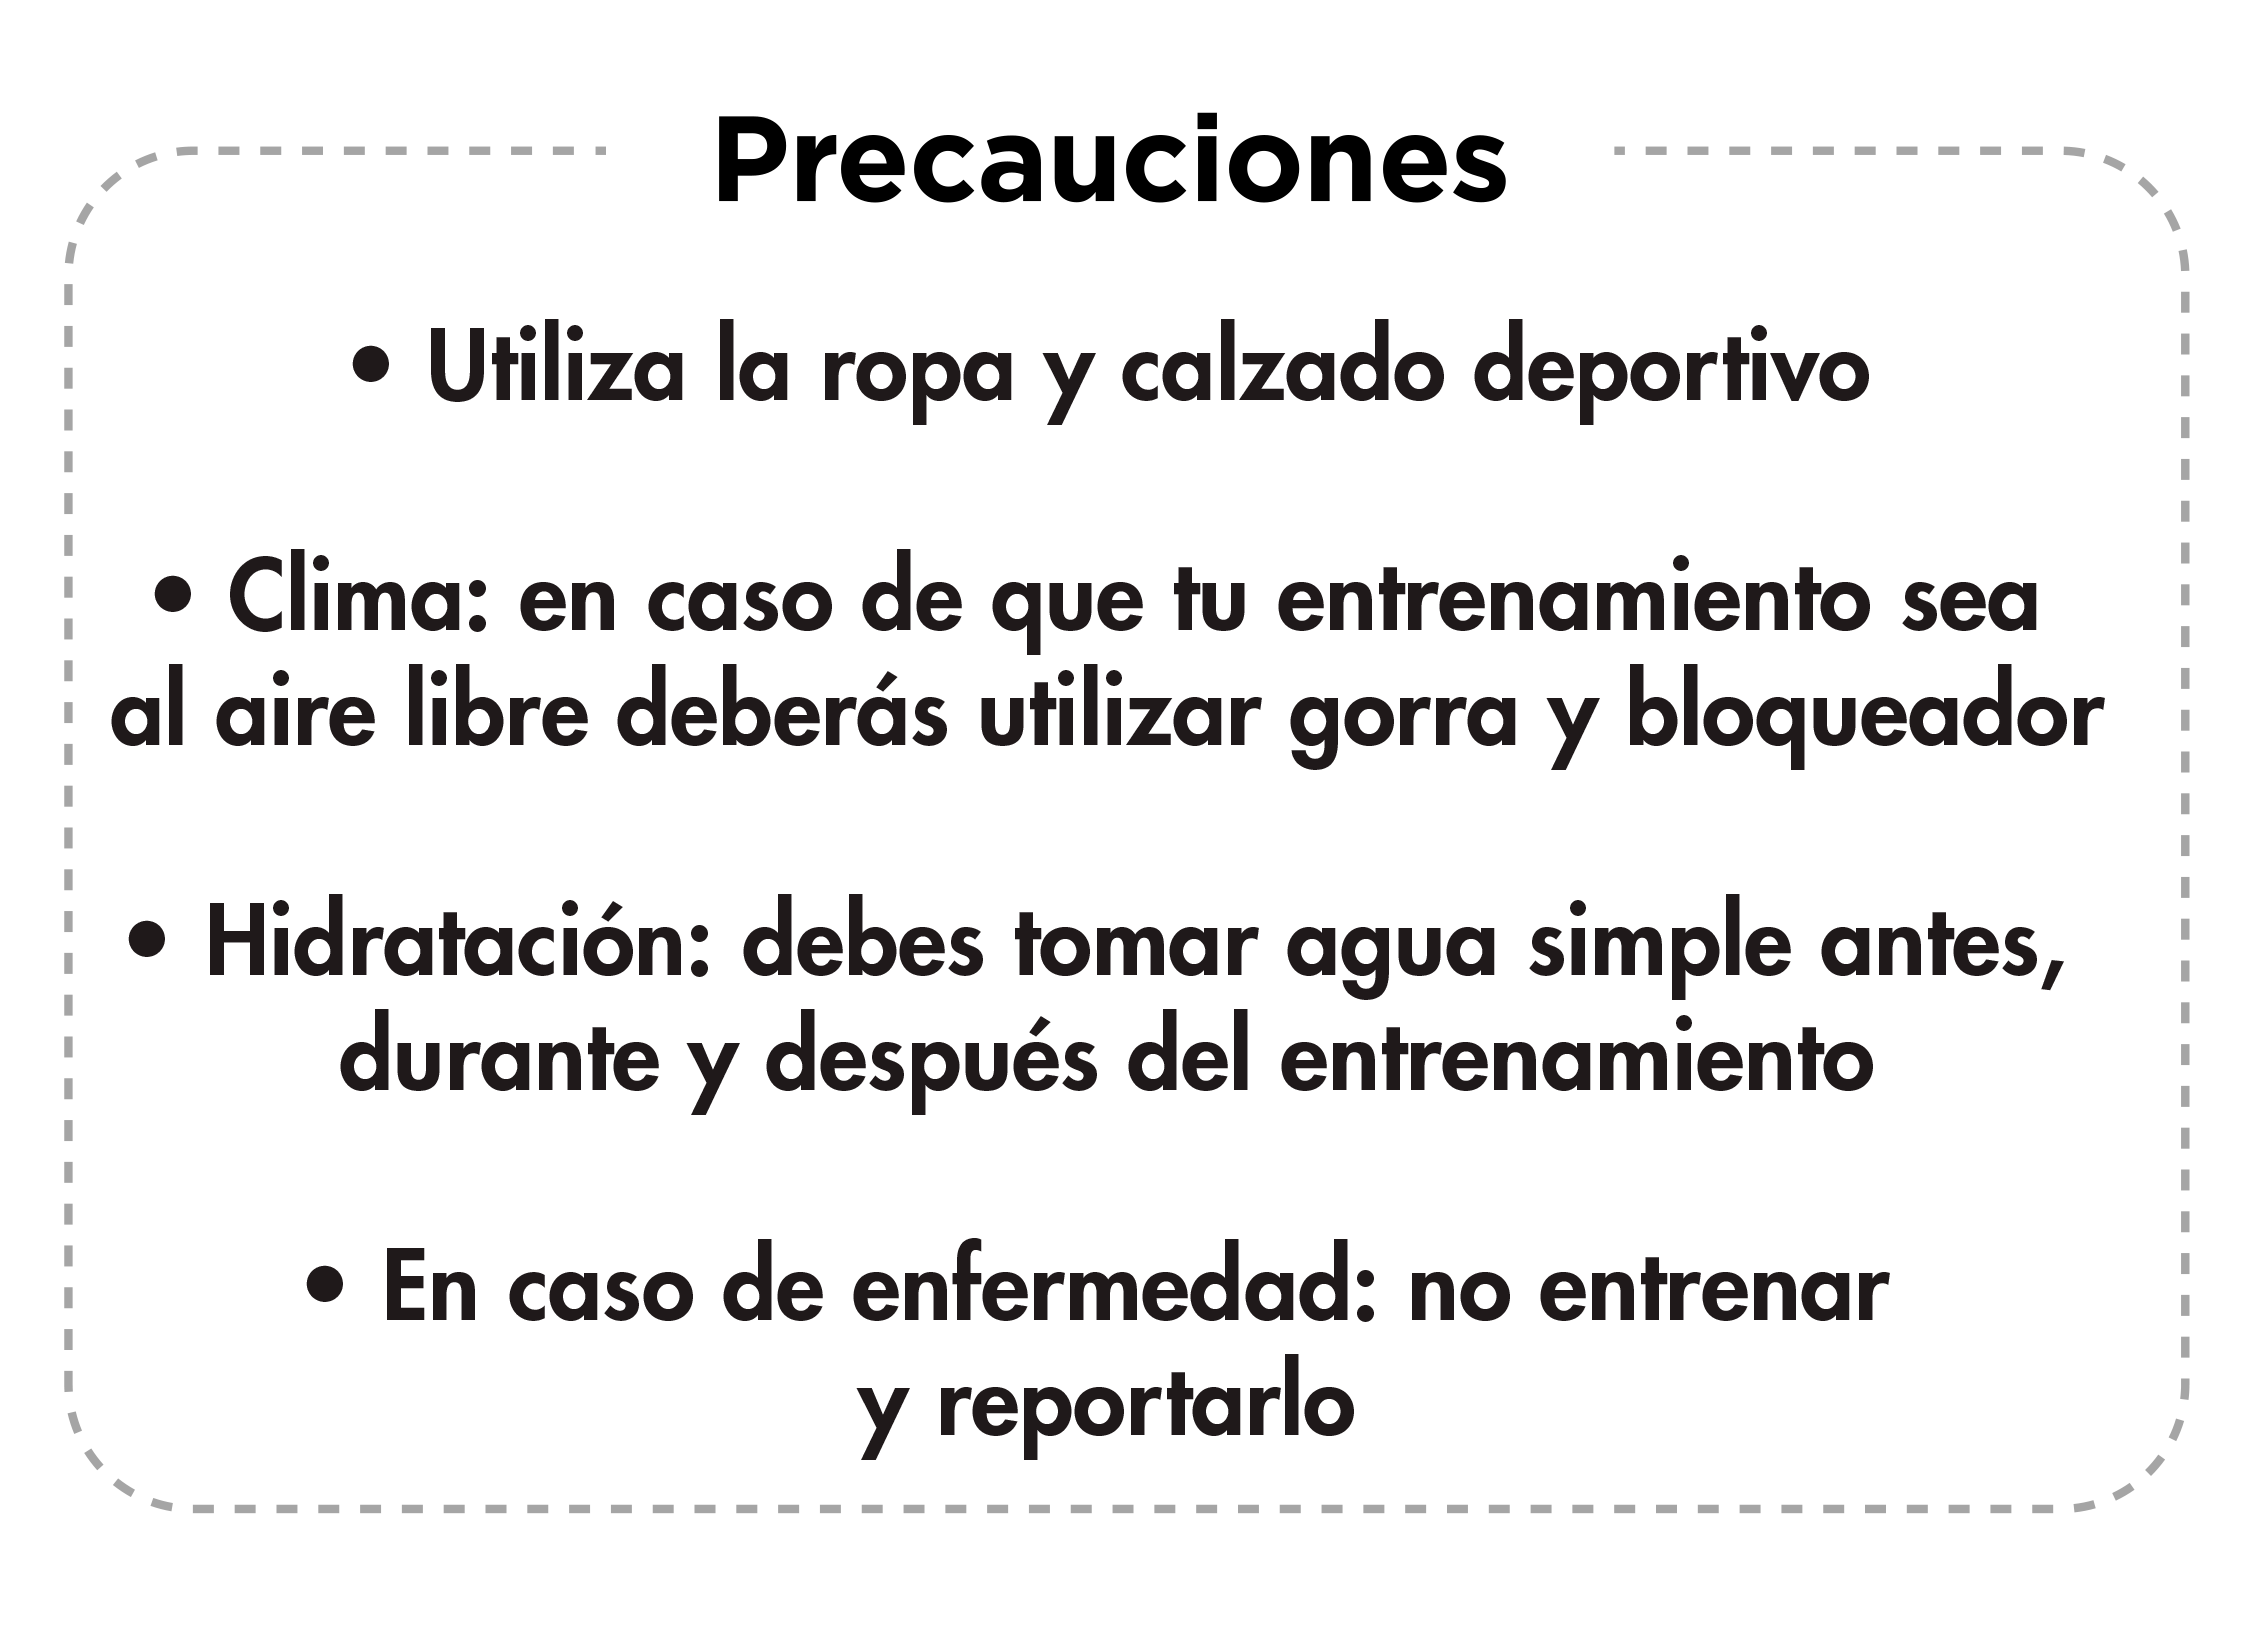 Precauciones
• Utiliza la ropa y calzado deportivo
• Clima: en caso de que tu entrenamiento sea
al aire libre deberás utilizar gorra y bloqueador
• Hidratación: debes tomar agua simple antes,
durante y después del entrenamiento
• En caso de enfermedad: no entrenar
y reportarlo